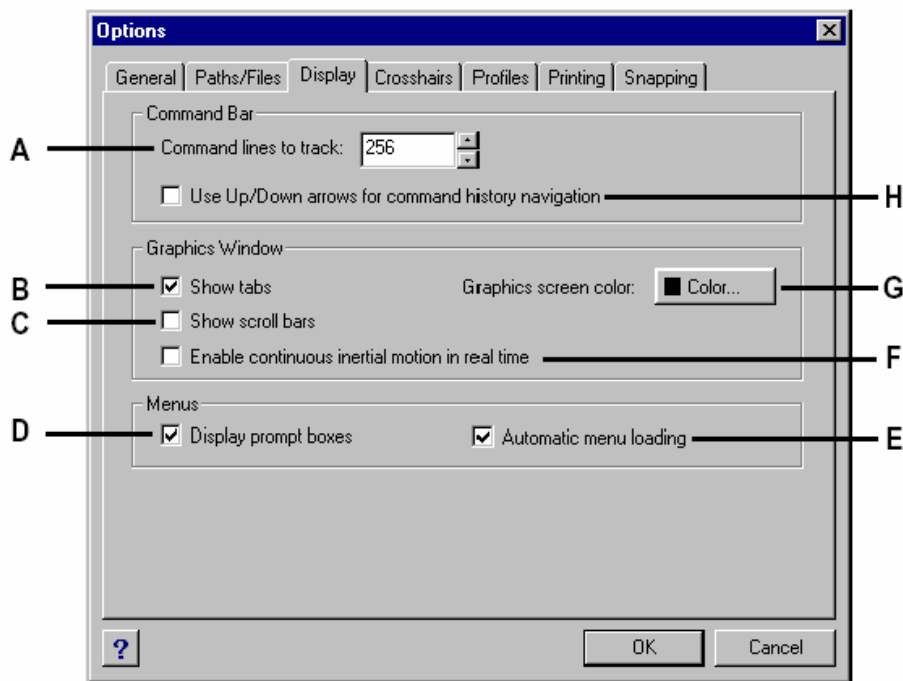 Options
General Paths/Files Display Crosshairs Profiles Printing Snapping
Command Bar
A Command lines to track: 256
Use Up/Down arrows for command history navigation H
Graphics Window
B Show tabs Graphics screen color: Color... G
C Show scroll bars
Enable continuous inertial motion in real time F
Menus
D Display prompt boxes Automatic menu loading E
? OK Cancel